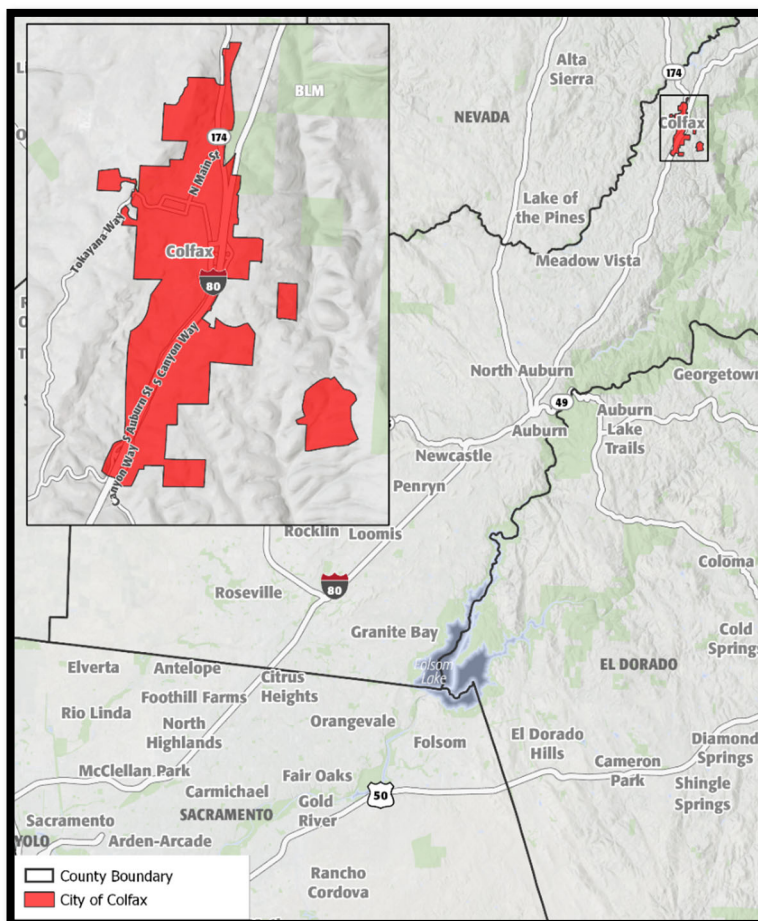 BLM
174
N Main St
Tokayana Way
Colfax
80
S Canyon Way
S Auburn St
Canyon Way
Alta
Sierra
174
NEVADA
Colfax
Lake of
the Pines
Meadow Vista
North Auburn
Georgetown
49
Auburn
Auburn
Lake
Trails
Newcastle
Penryn
Rocklin
Loomis
Coloma
80
Roseville
Granite Bay
Cold
Springs
EL DORADO
Lake
Elverta
Antelope
Citrus
Heights
Foothill Farms
Rio Linda
North
Highlands
Orangevale
Folsom
El Dorado
Hills
Diamond
Springs
McClellan Park
Fair Oaks
Cameron
Park
Shingle
Springs
Carmichael
50
Gold
River
SACRAMENTO
Sacramento
YOLO
Arden-Arcade
Rancho
Cordova
County Boundary
City of Colfax